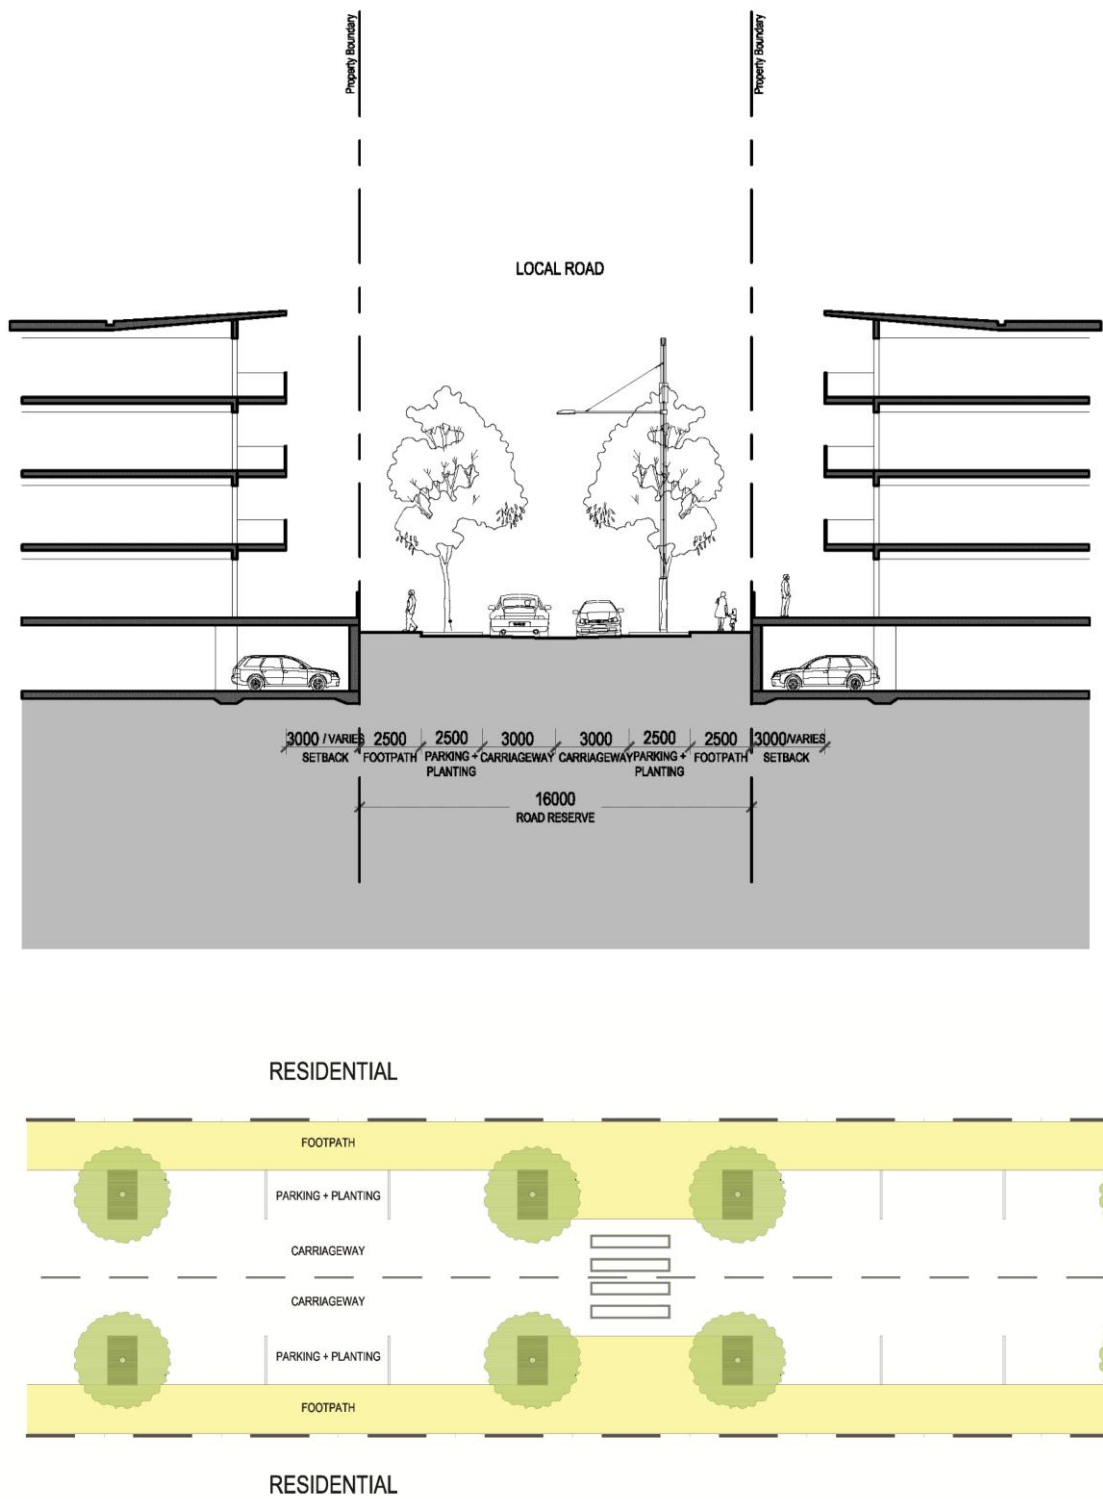 Property Boundary
Property Boundary
LOCAL ROAD
3000 / VARIES 2500 2500 3000 3000 2500 2500 3000/VARIES
SETBACK FOOTPATH PARKING + CARRIAGEWAY CARRIAGEWAY PARKING + FOOTPATH SETBACK
PLANTING PLANTING
16000
ROAD RESERVE
RESIDENTIAL
FOOTPATH
PARKING + PLANTING
CARRIAGEWAY
CARRIAGEWAY
PARKING + PLANTING
FOOTPATH
RESIDENTIAL